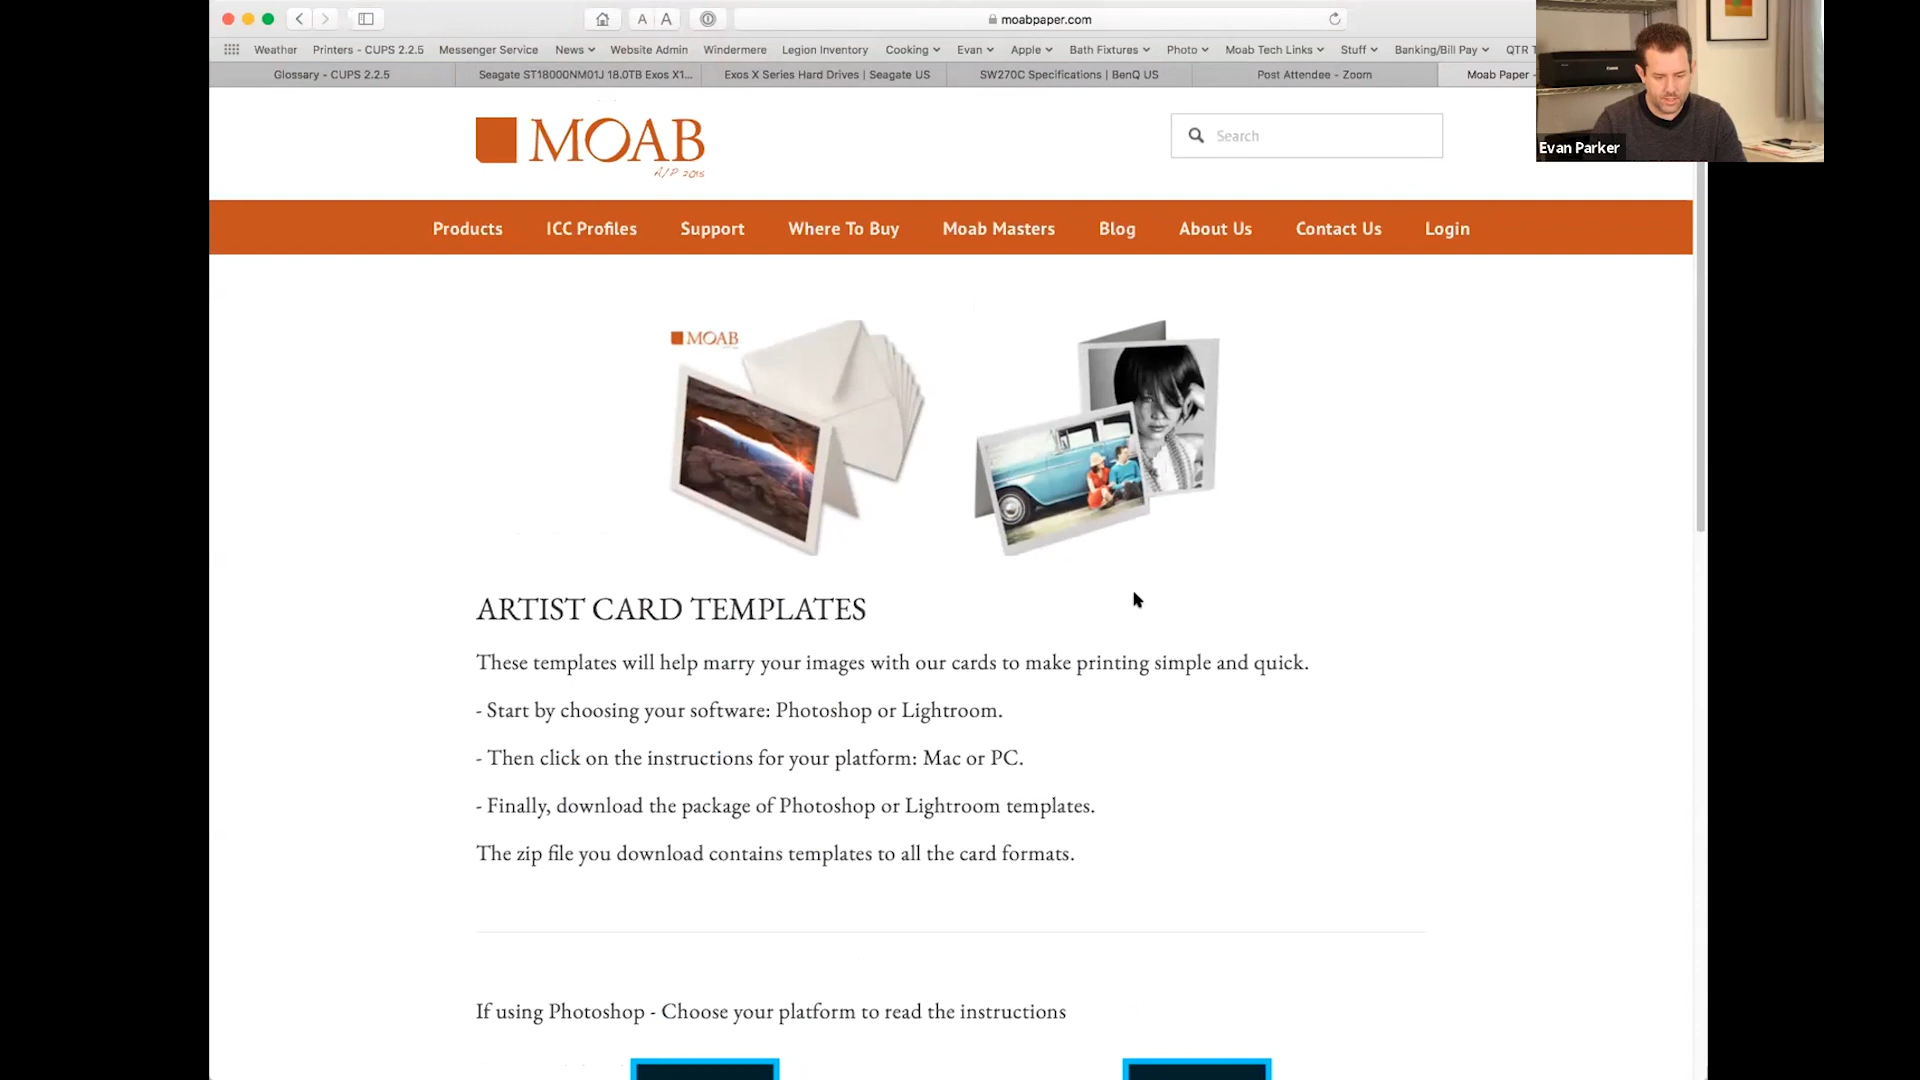 A A
moabpaper.com
Weather Printers - CUPS 2.2.5 Messenger Service News Website Admin Windermere Legion Inventory Cooking Evan Apple Bath Fixtures Photo Moab Tech Links Stuff Banking/Bill Pay QTR T
Glossary - CUPS 2.2.5 Seagate ST18000NM01J 18.0TB Exos X1... Exos X Series Hard Drives | Seagate US SW270C Specifications | BenQ US Post Attendee - Zoom Moab Paper -
Evan Parker
MOAB
A/P 2015
Search
Products ICC Profiles Support Where To Buy Moab Masters Blog About Us Contact Us Login
MOAB
ARTIST CARD TEMPLATES
These templates will help marry your images with our cards to make printing simple and quick.
- Start by choosing your software: Photoshop or Lightroom.
- Then click on the instructions for your platform: Mac or PC.
- Finally, download the package of Photoshop or Lightroom templates.
The zip file you download contains templates to all the card formats.
If using Photoshop - Choose your platform to read the instructions